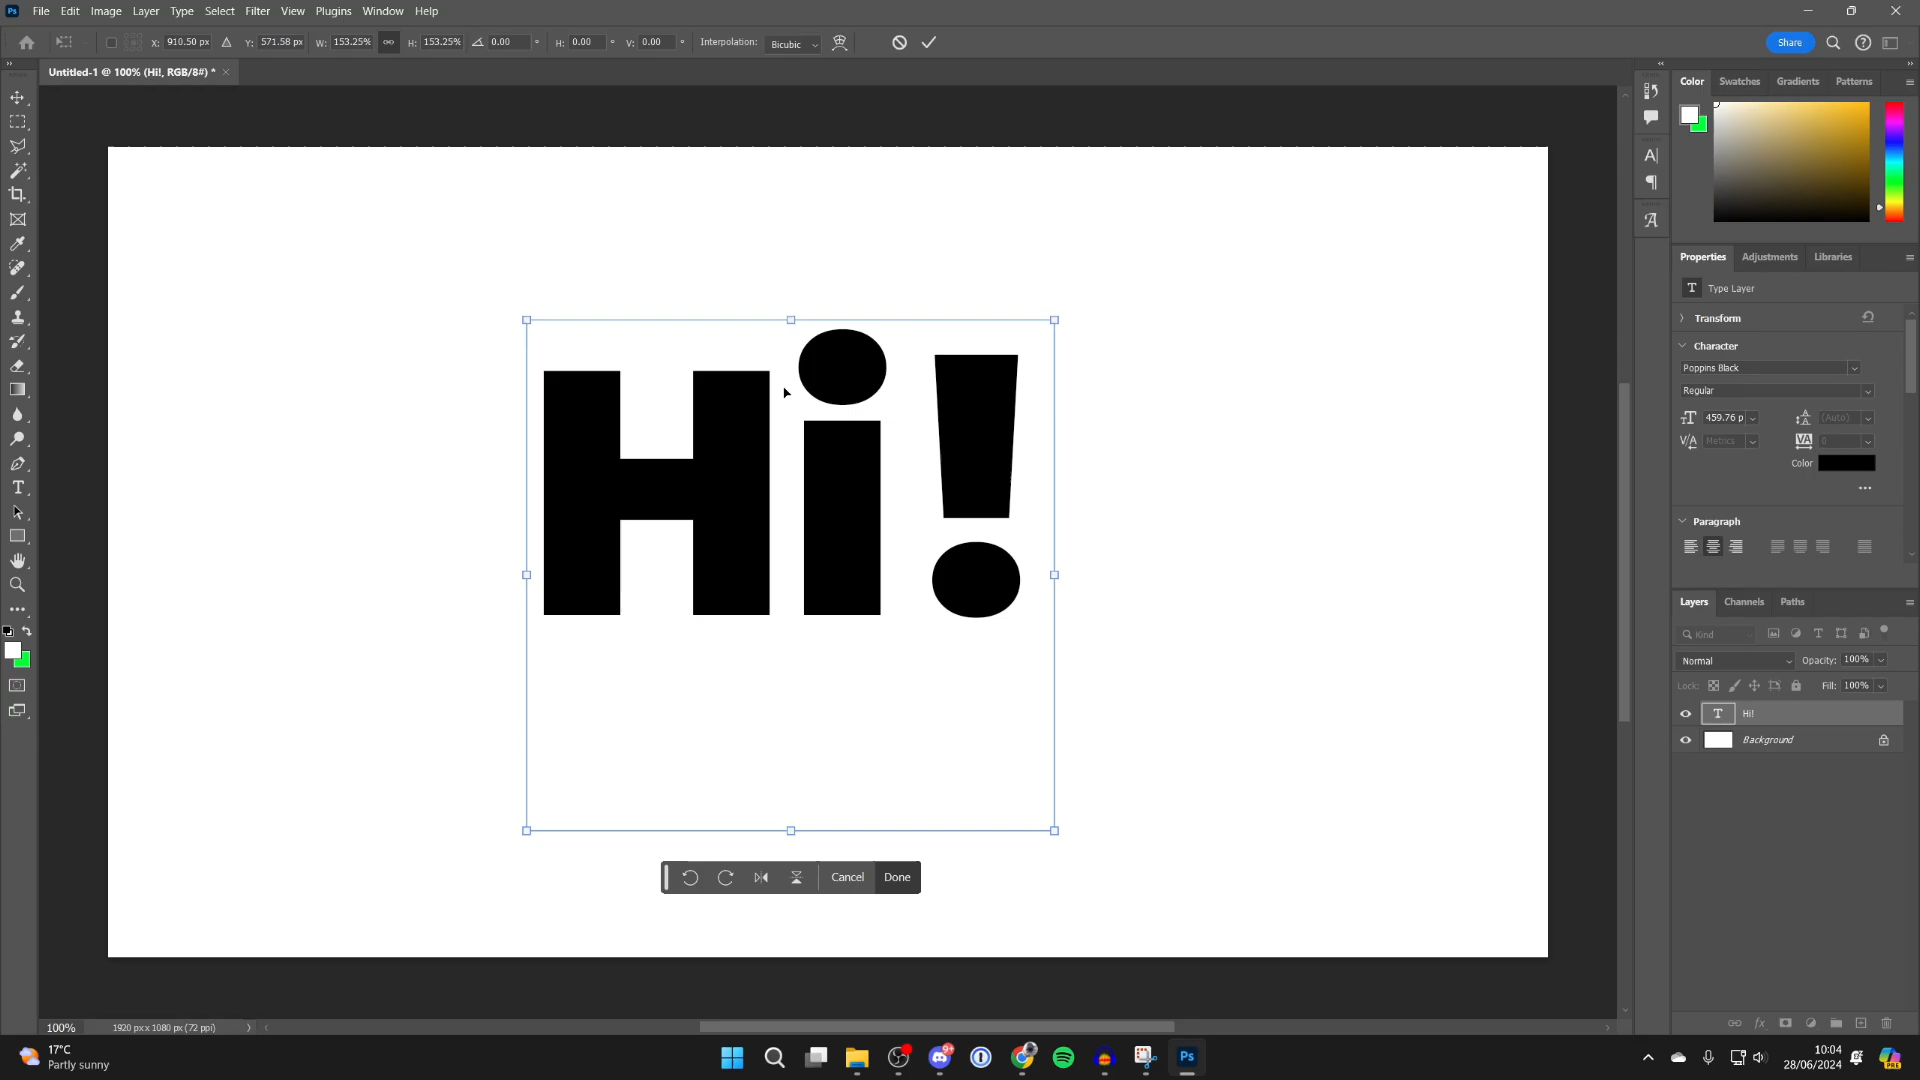 Ps File Edit Image Layer Type Select Filter View Plugins Window Help
X: 910.50 px Y: 571.58 px W: 153.25% H: 153.25% 0.00 ° H: 0.00 ° V: 0.00 ° Interpolation: Bicubic Share
Untitled-1 @ 100% (Hi!, RGB/8#) *
Color Swatches Gradients Patterns
Properties Adjustments Libraries
T Type Layer
Transform
Character
Poppins Black
Regular
459.76 p (Auto)
Metrics 0
Color
Paragraph
Hi!
Cancel Done
Layers Channels Paths
Kind
Normal Opacity: 100%
Lock: Fill: 100%
T Hi!
Background
100% 1920 px x 1080 px (72 ppi)
17°C
Partly sunny
9+
Ps
10:04
28/06/2024
PRE